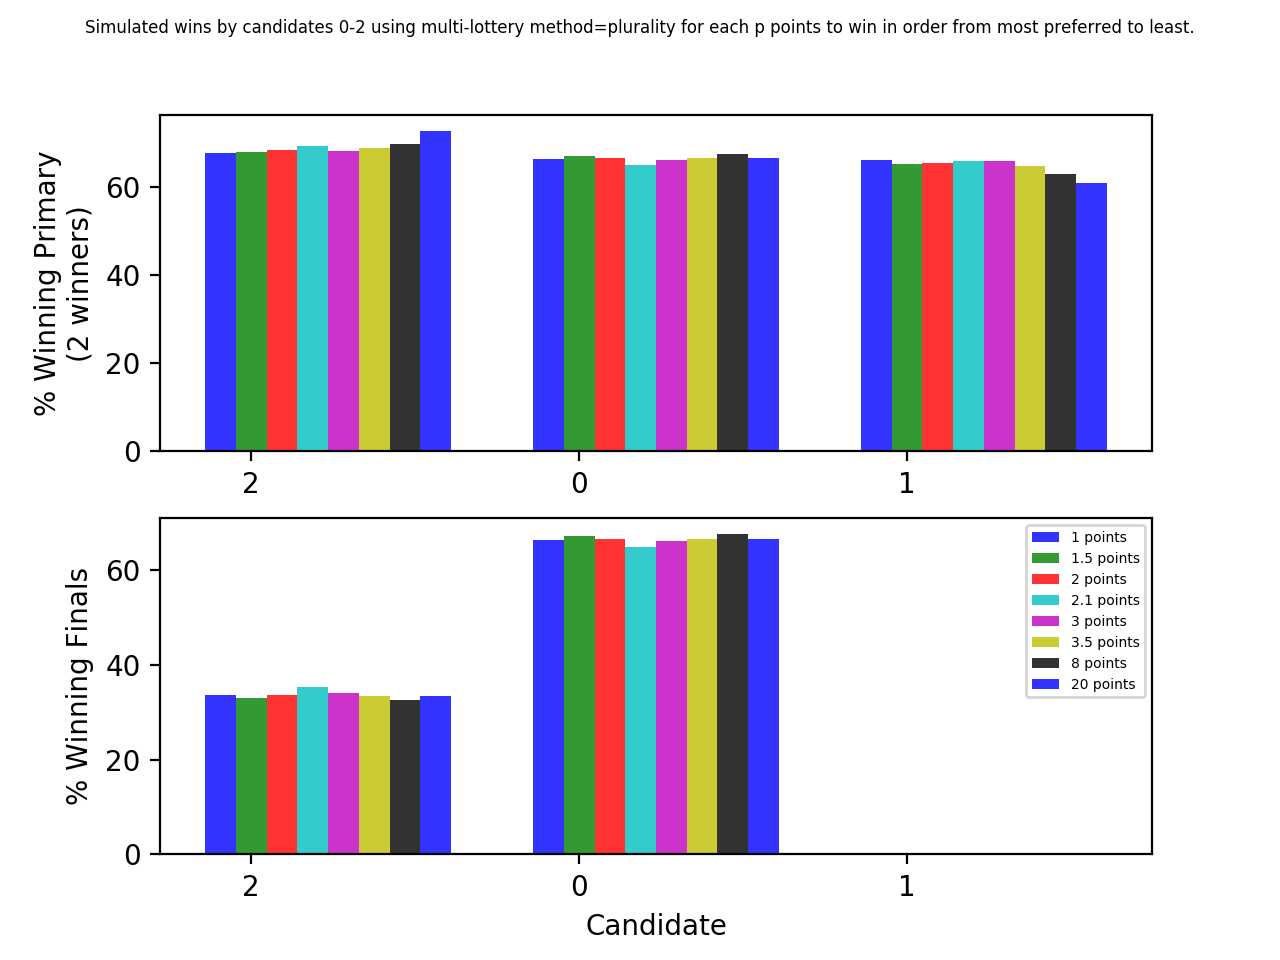 Simulated wins by candidates 0-2 using multi-lottery method=plurality for each p points to win in order from most preferred to least.
% Winning Primary
(2 winners)
60
40
20
0
2 0 1
% Winning Finals
60
40
20
0
1 points
1.5 points
2 points
2.1 points
3 points
3.5 points
8 points
20 points
2 0 1
Candidate